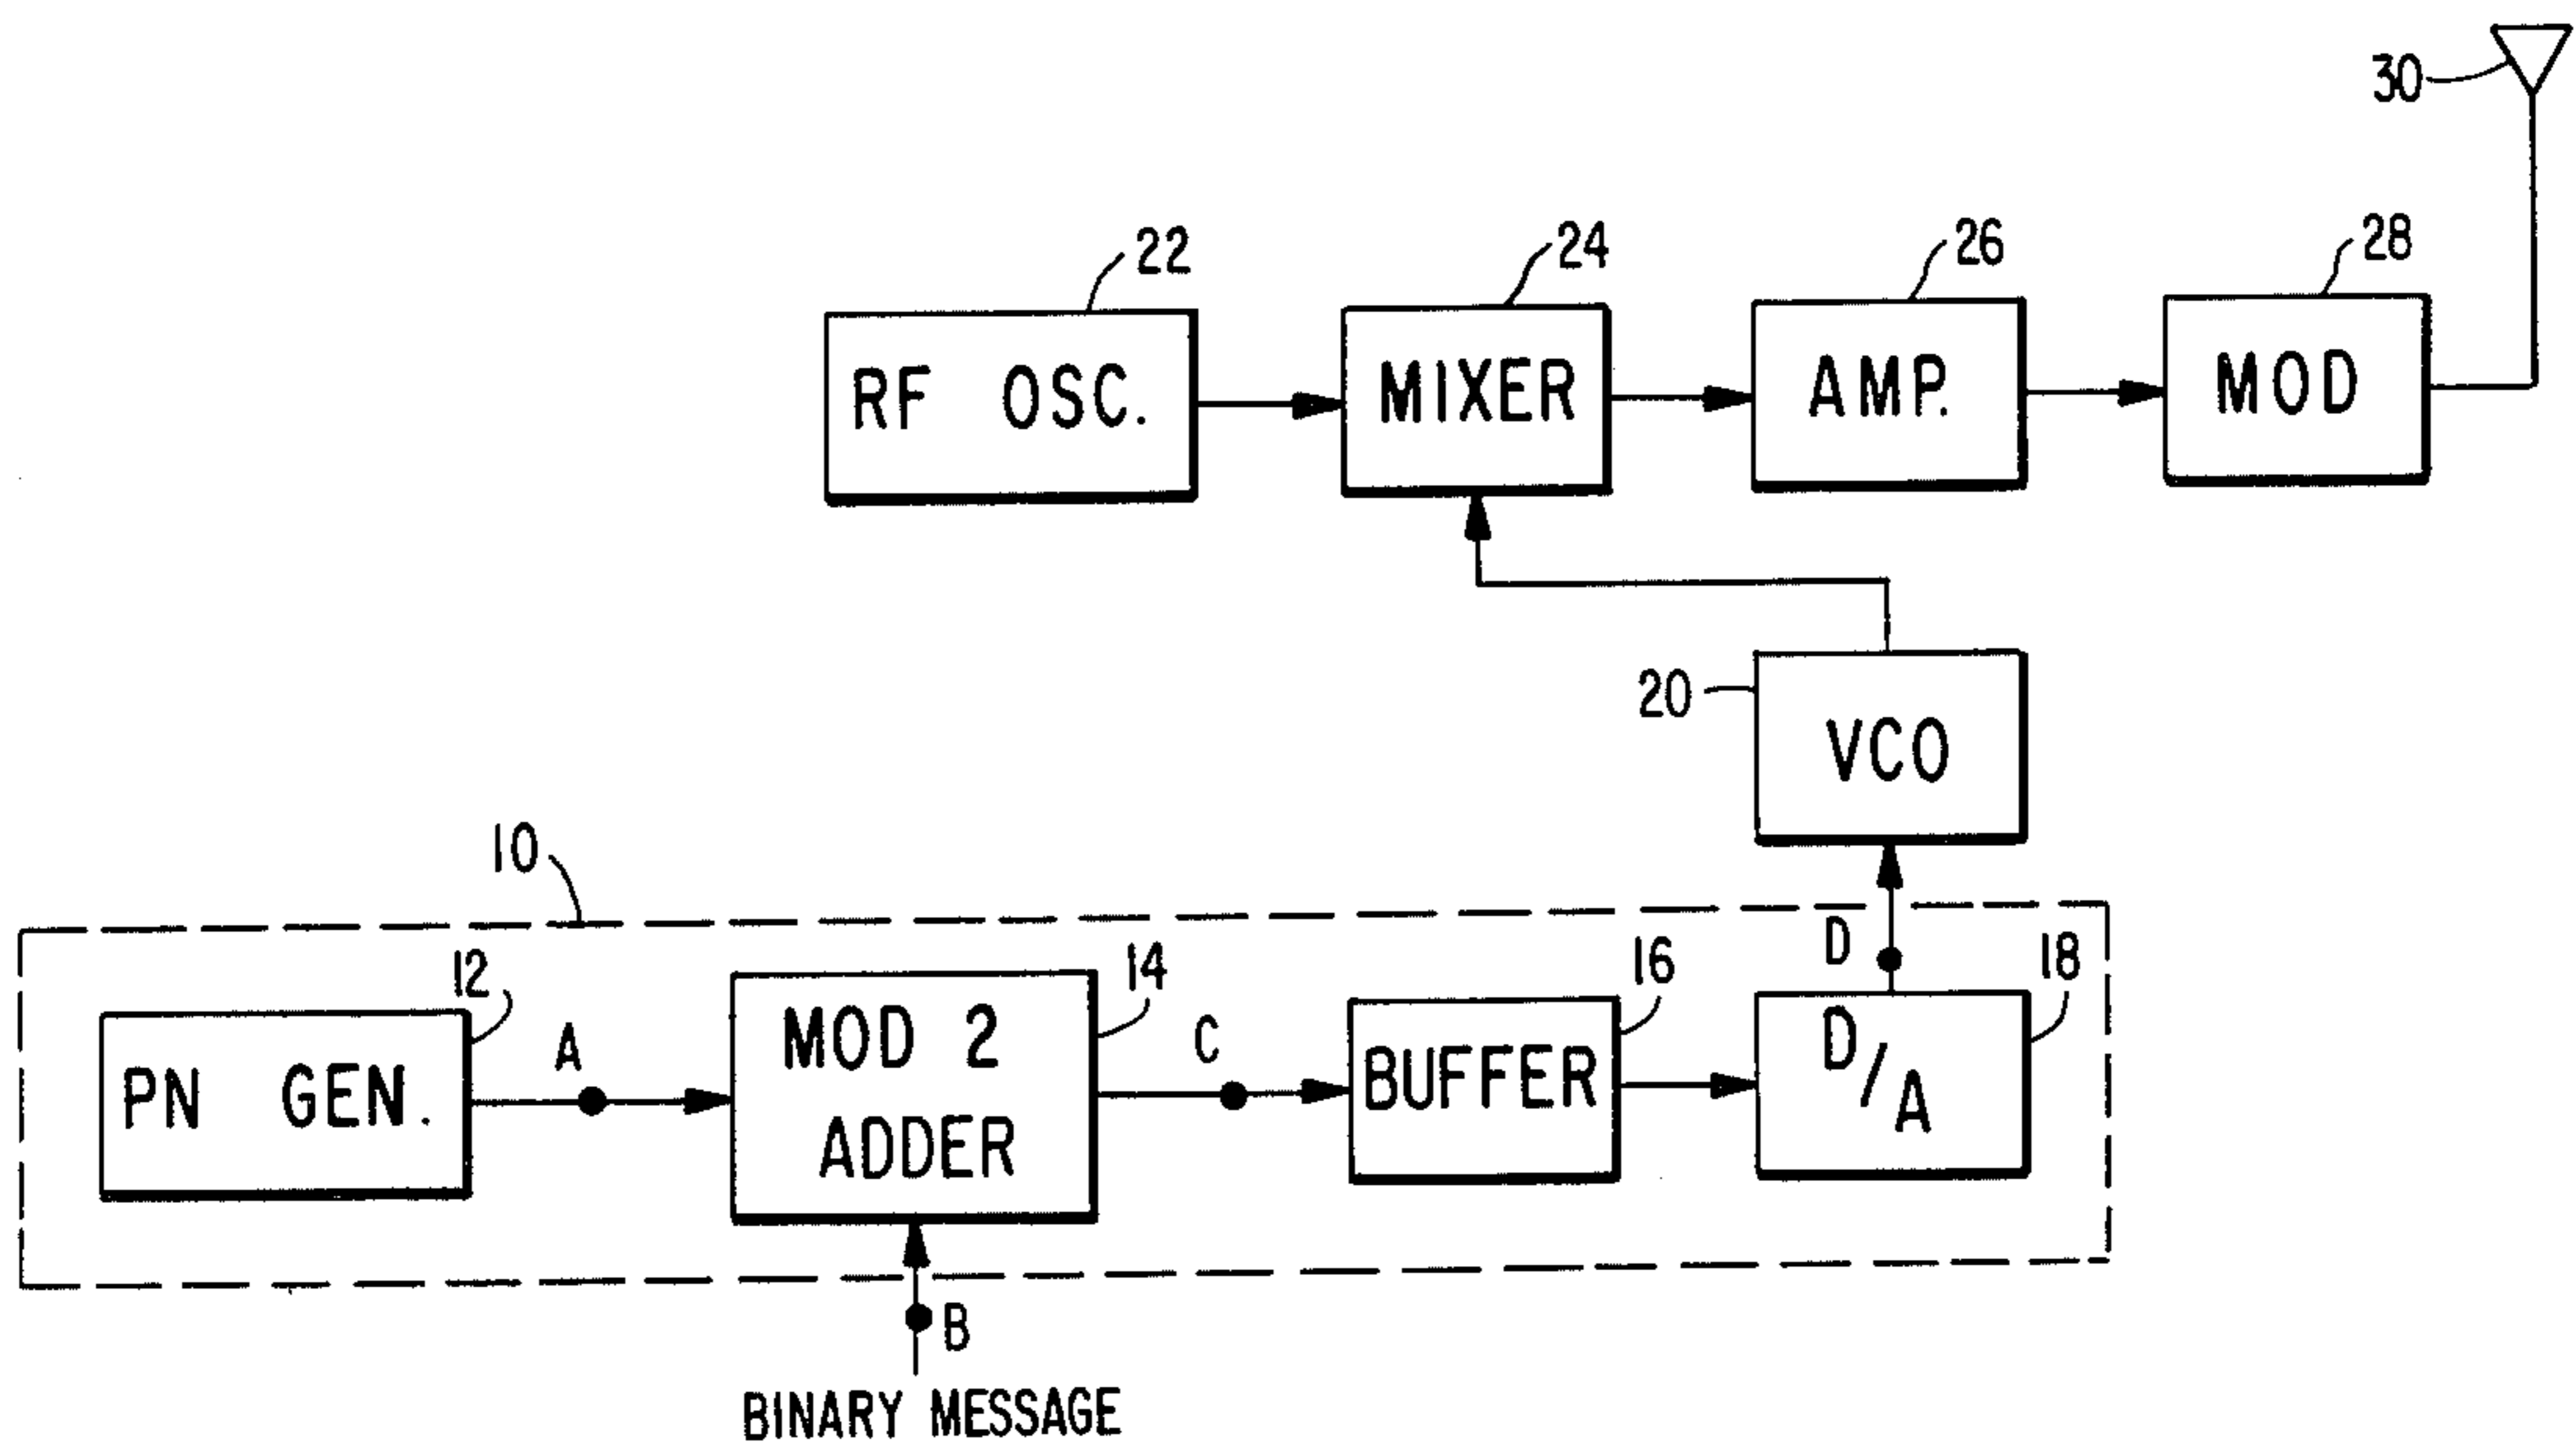 30
22
24
26
28
RF OSC.
MIXER
AMP.
MOD
20
VCO
10
12
14
16
D
18
A
C
PN GEN.
MOD 2
ADDER
BUFFER
D/A
B
BINARY MESSAGE